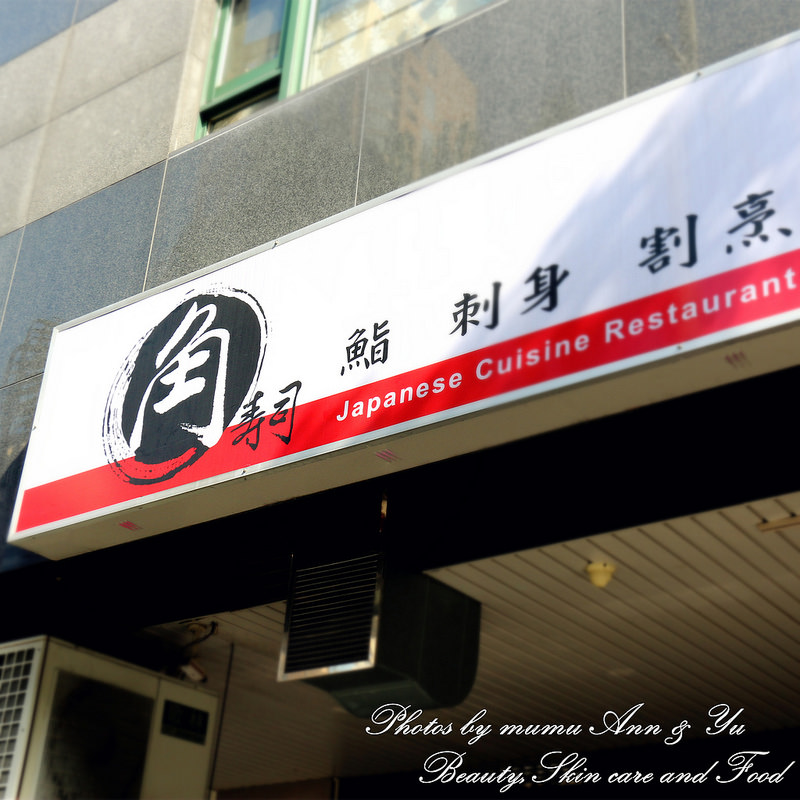 角
寿司
鮨 刺身 割烹
Japanese Cuisine Restaurant
Photos by mumu Ann & Yu
Beauty, Skin care and Food